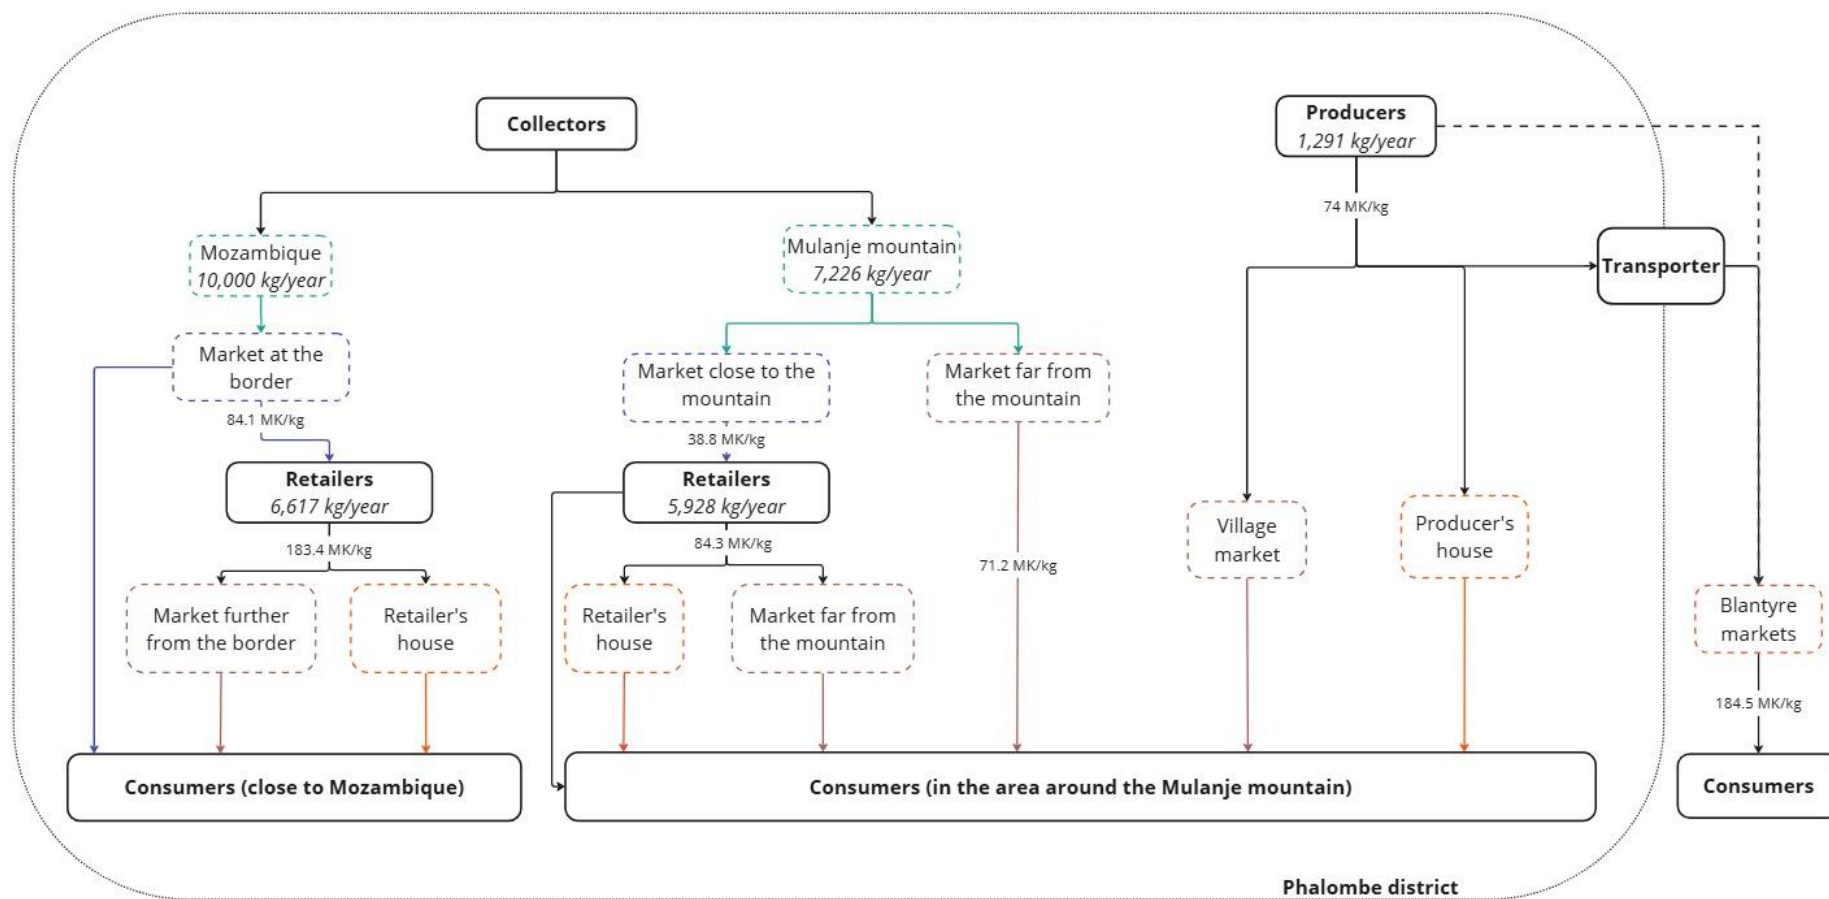 Collectors
Producers
1,291 kg/year
74 MK/kg
Mozambique
10,000 kg/year
Mulanje mountain
7,226 kg/year
Transporter
Market at the
border
84.1 MK/kg
Market close to the
mountain
38.8 MK/kg
Market far from
the mountain
Retailers
6,617 kg/year
183.4 MK/kg
Retailers
5,928 kg/year
84.3 MK/kg
71.2 MK/kg
Village
market
Producer's
house
Market further
from the border
Retailer's
house
Retailer's
house
Market far from
the mountain
Blantyre
markets
184.5 MK/kg
Consumers (close to Mozambique)
Consumers (in the area around the Mulanje mountain)
Consumers
Phalombe district